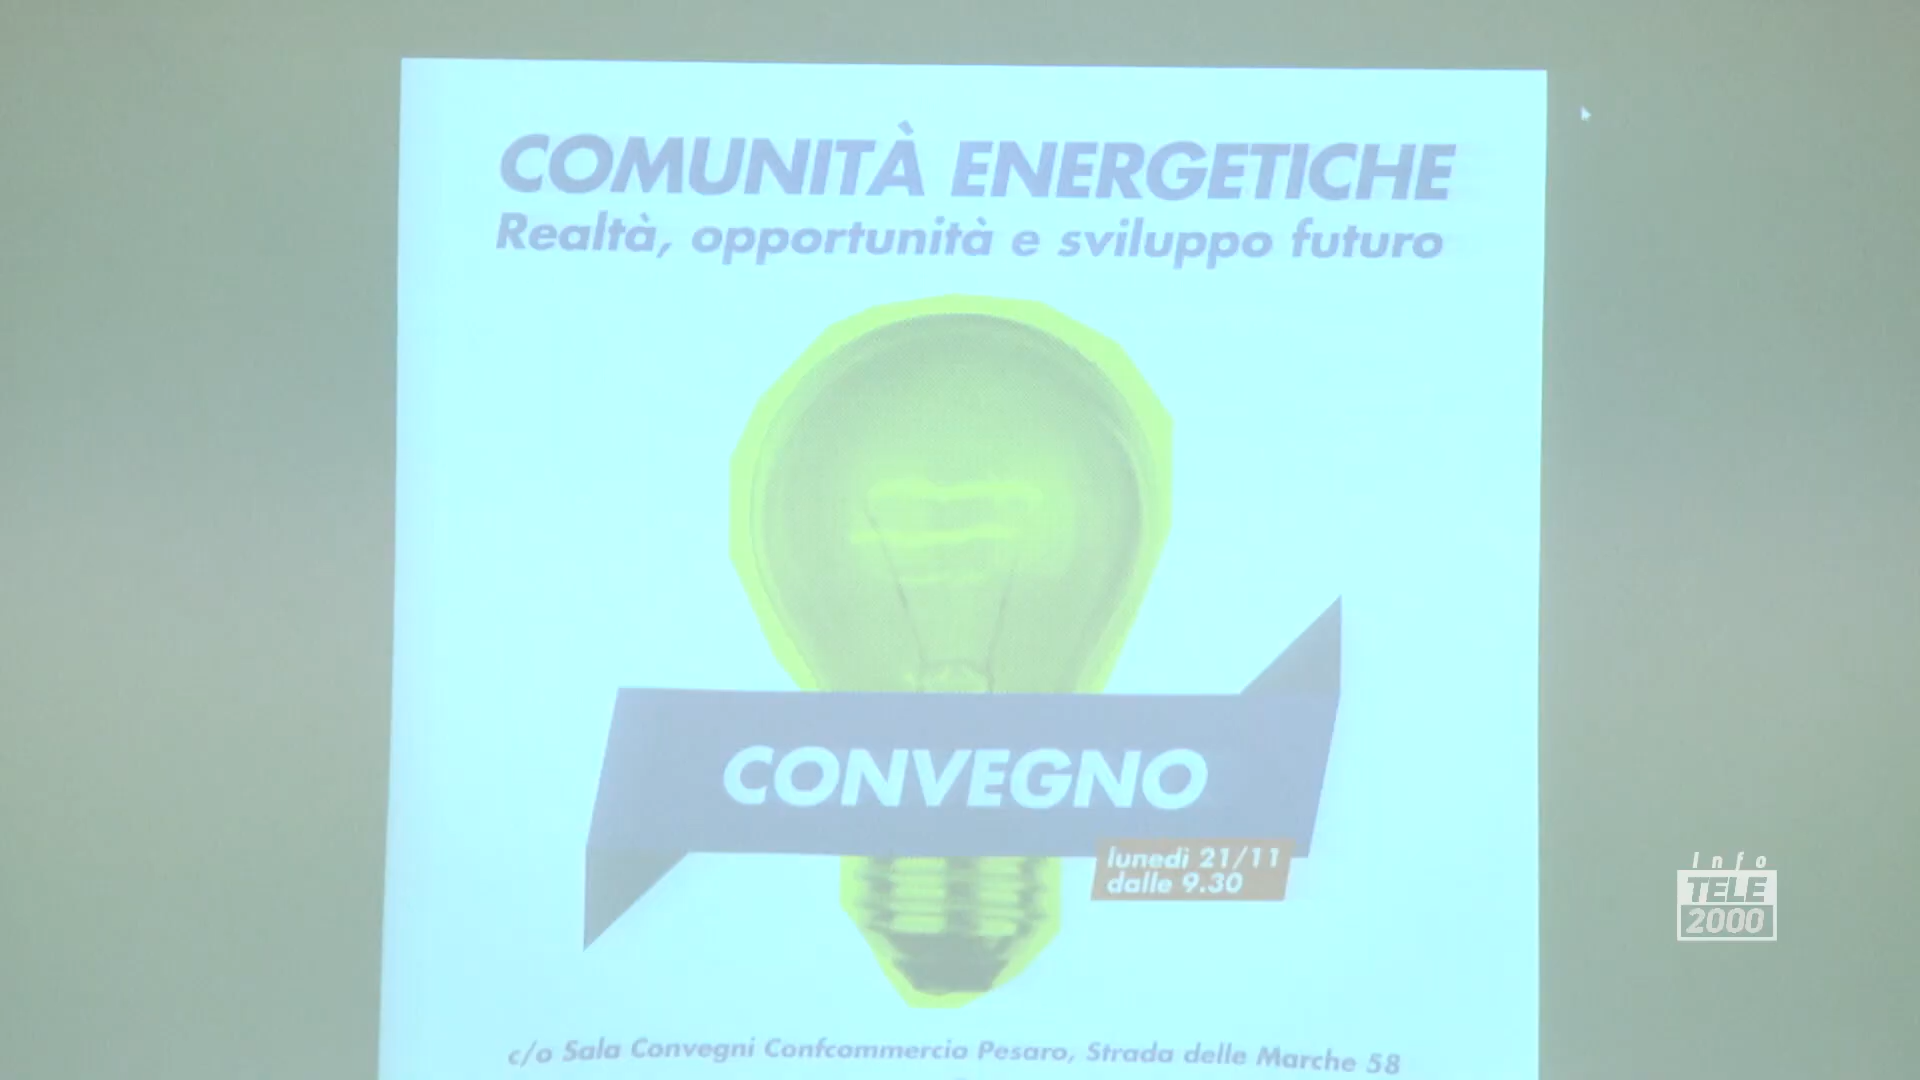 COMUNITÀ ENERGETICHE
Realtà, opportunità e sviluppo futuro
CONVEGNO
lunedì 21/11
dalle 9.30
c/o Sala Convegni Confcommercio Pesaro, Strada delle Marche 58
Info
TELE
2000